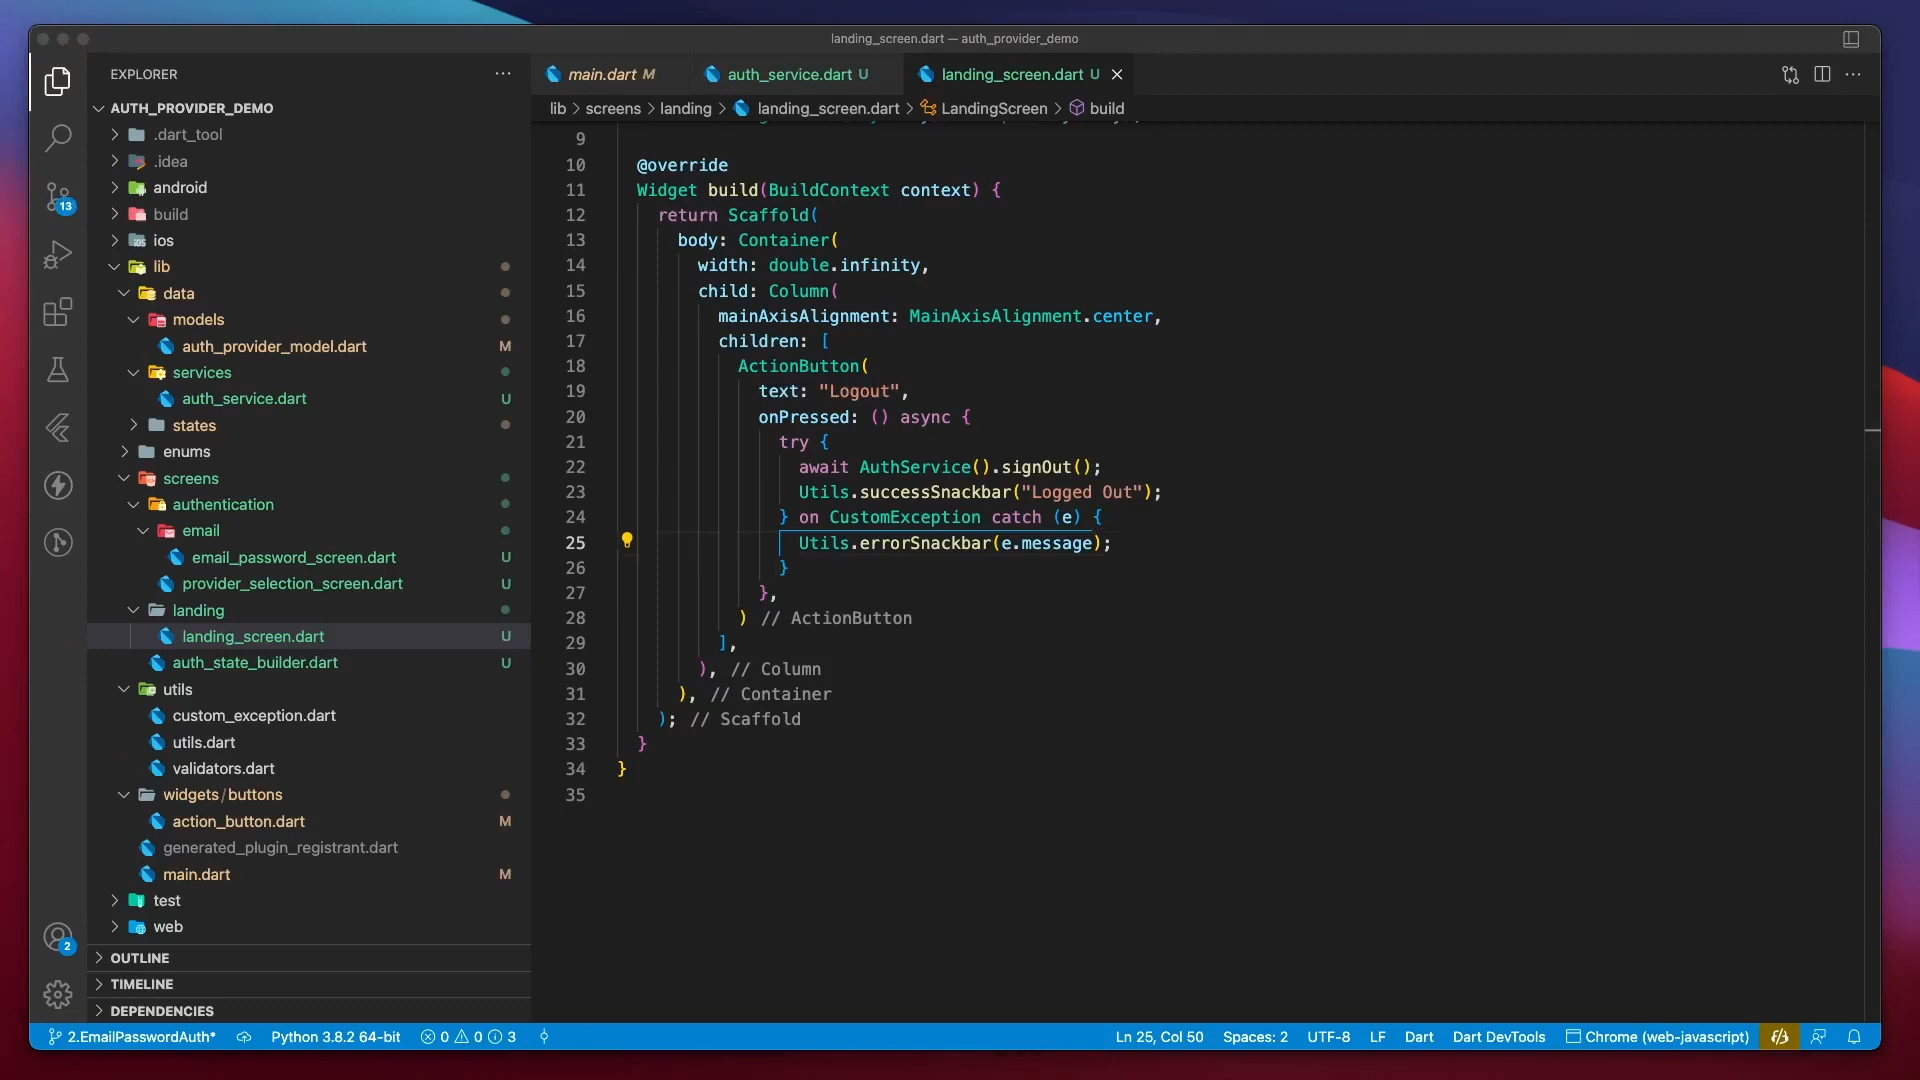 landing_screen.dart — auth_provider_demo
EXPLORER
AUTH_PROVIDER_DEMO
.dart_tool
.idea
android
build
ios
lib
data
models
auth_provider_model.dart M
services
auth_service.dart U
states
enums
screens
authentication
email
email_password_screen.dart U
provider_selection_screen.dart U
landing
landing_screen.dart U
auth_state_builder.dart U
utils
custom_exception.dart
utils.dart
validators.dart
widgets/buttons
action_button.dart M
generated_plugin_registrant.dart
main.dart M
test
web
OUTLINE
TIMELINE
DEPENDENCIES
13
2
main.dart M
auth_service.dart U
landing_screen.dart U
lib > screens > landing > landing_screen.dart > LandingScreen > build
9
10 @override
11 Widget build(BuildContext context) {
12 return Scaffold(
13 body: Container(
14 width: double.infinity,
15 child: Column(
16 mainAxisAlignment: MainAxisAlignment.center,
17 children: [
18 ActionButton(
19 text: "Logout",
20 onPressed: () async {
21 try {
22 await AuthService().signOut();
23 Utils.successSnackbar("Logged Out");
24 } on CustomException catch (e) {
25 Utils.errorSnackbar(e.message);
26 }
27 },
28 ) // ActionButton
29 ],
30 ), // Column
31 ), // Container
32 ); // Scaffold
33 }
34 }
35
2.EmailPasswordAuth* Python 3.8.2 64-bit 0 0 3 Ln 25, Col 50 Spaces: 2 UTF-8 LF Dart Dart DevTools Chrome (web-javascript)